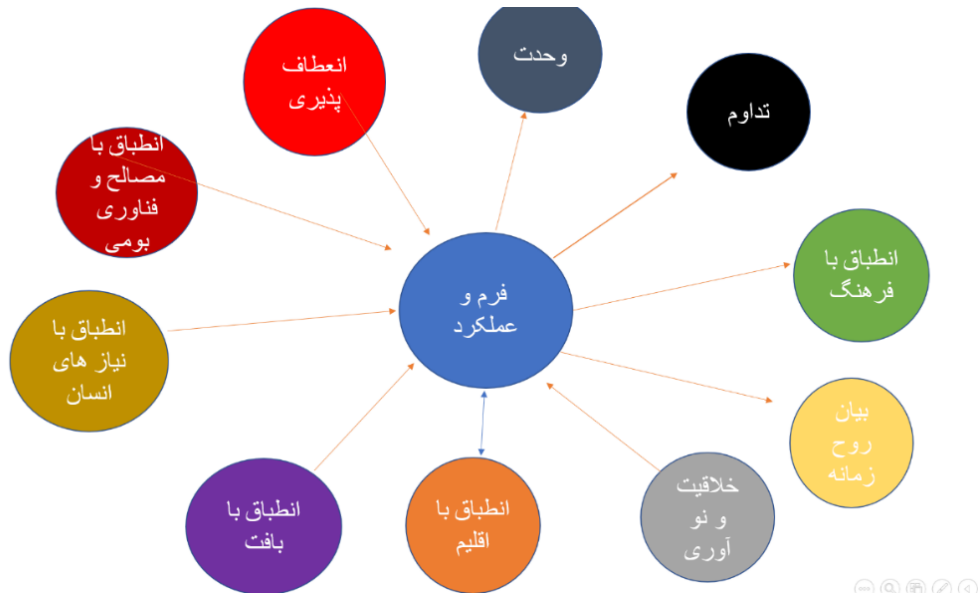 وحدت
انعطاف
پذیری
تداوم
انطباق با
مصالح و
فناوری
بومی
انطباق با
فرهنگ
فرم و
عملکرد
انطباق با
نیاز های
انسان
بیان
روح
زمانه
خلاقیت
و نو
آوری
انطباق با
اقلیم
انطباق با
بافت